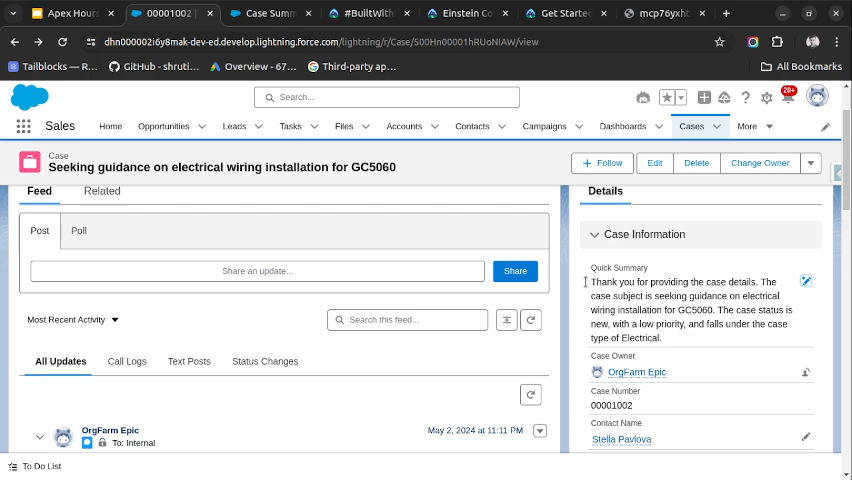 Apex Hours
00001002 |
Case Summ
#BuiltWith
Einstein Co
Get Started
mcp76yxht
dhn000002i6y8mak-dev-ed.develop.lightning.force.com/lightning/r/Case/500Hn00001hRUoNIAW/view
Tailblocks — R...
GitHub - shruti...
Overview - 67...
Third-party ap...
All Bookmarks
Search...
20+
Sales
Home
Opportunities
Leads
Tasks
Files
Accounts
Contacts
Campaigns
Dashboards
Cases
More
Case
Seeking guidance on electrical wiring installation for GC5060
+ Follow
Edit
Delete
Change Owner
Feed
Related
Post
Poll
Share an update...
Share
Most Recent Activity
Search this feed...
All Updates
Call Logs
Text Posts
Status Changes
OrgFarm Epic
To: Internal
May 2, 2024 at 11:11 PM
Details
Case Information
Quick Summary
Thank you for providing the case details. The
case subject is seeking guidance on electrical
wiring installation for GC5060. The case status is
new, with a low priority, and falls under the case
type of Electrical.
Case Owner
OrgFarm Epic
Case Number
00001002
Contact Name
Stella Pavlova
To Do List